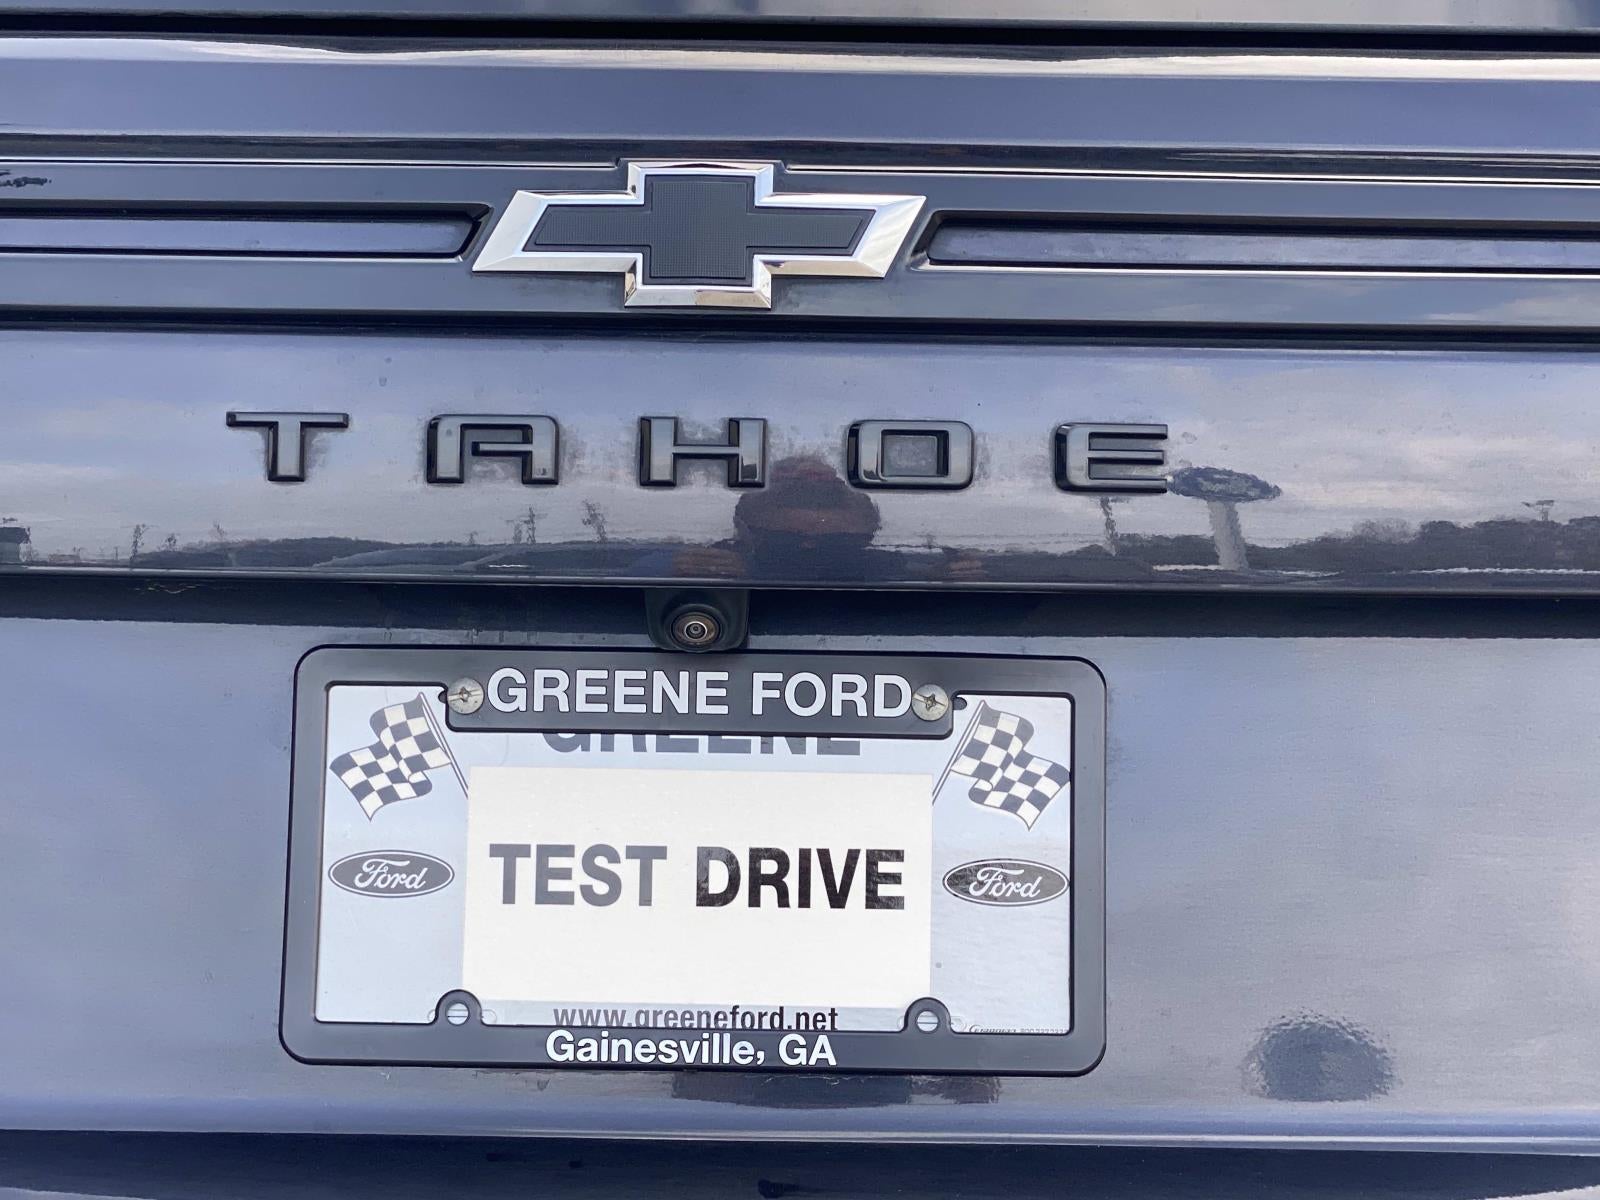 TAHOE
GREENE FORD
GREENE
TEST DRIVE
Ford
Ford
www.greeneford.net
Gainesville, GA